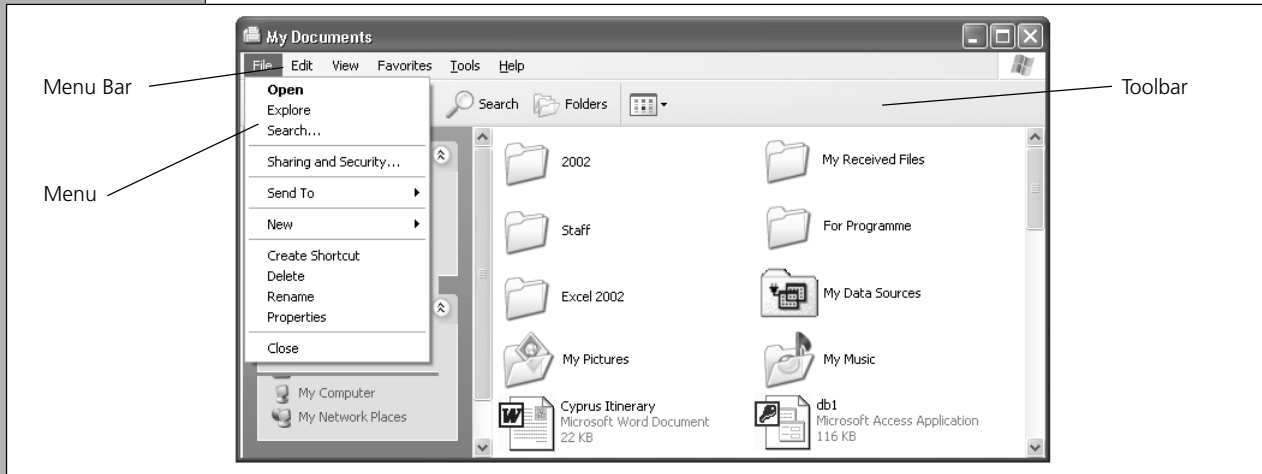 My Documents
File Edit View Favorites Tools Help
Menu Bar
Toolbar
Open
Explore
Search...
Search Folders
Sharing and Security...
Menu
Send To
New
Create Shortcut
Delete
Rename
Properties
Close
My Computer
My Network Places
2002
My Received Files
Staff
For Programme
Excel 2002
My Data Sources
My Pictures
My Music
Cyprus Itinerary
Microsoft Word Document
22 KB
db1
Microsoft Access Application
116 KB